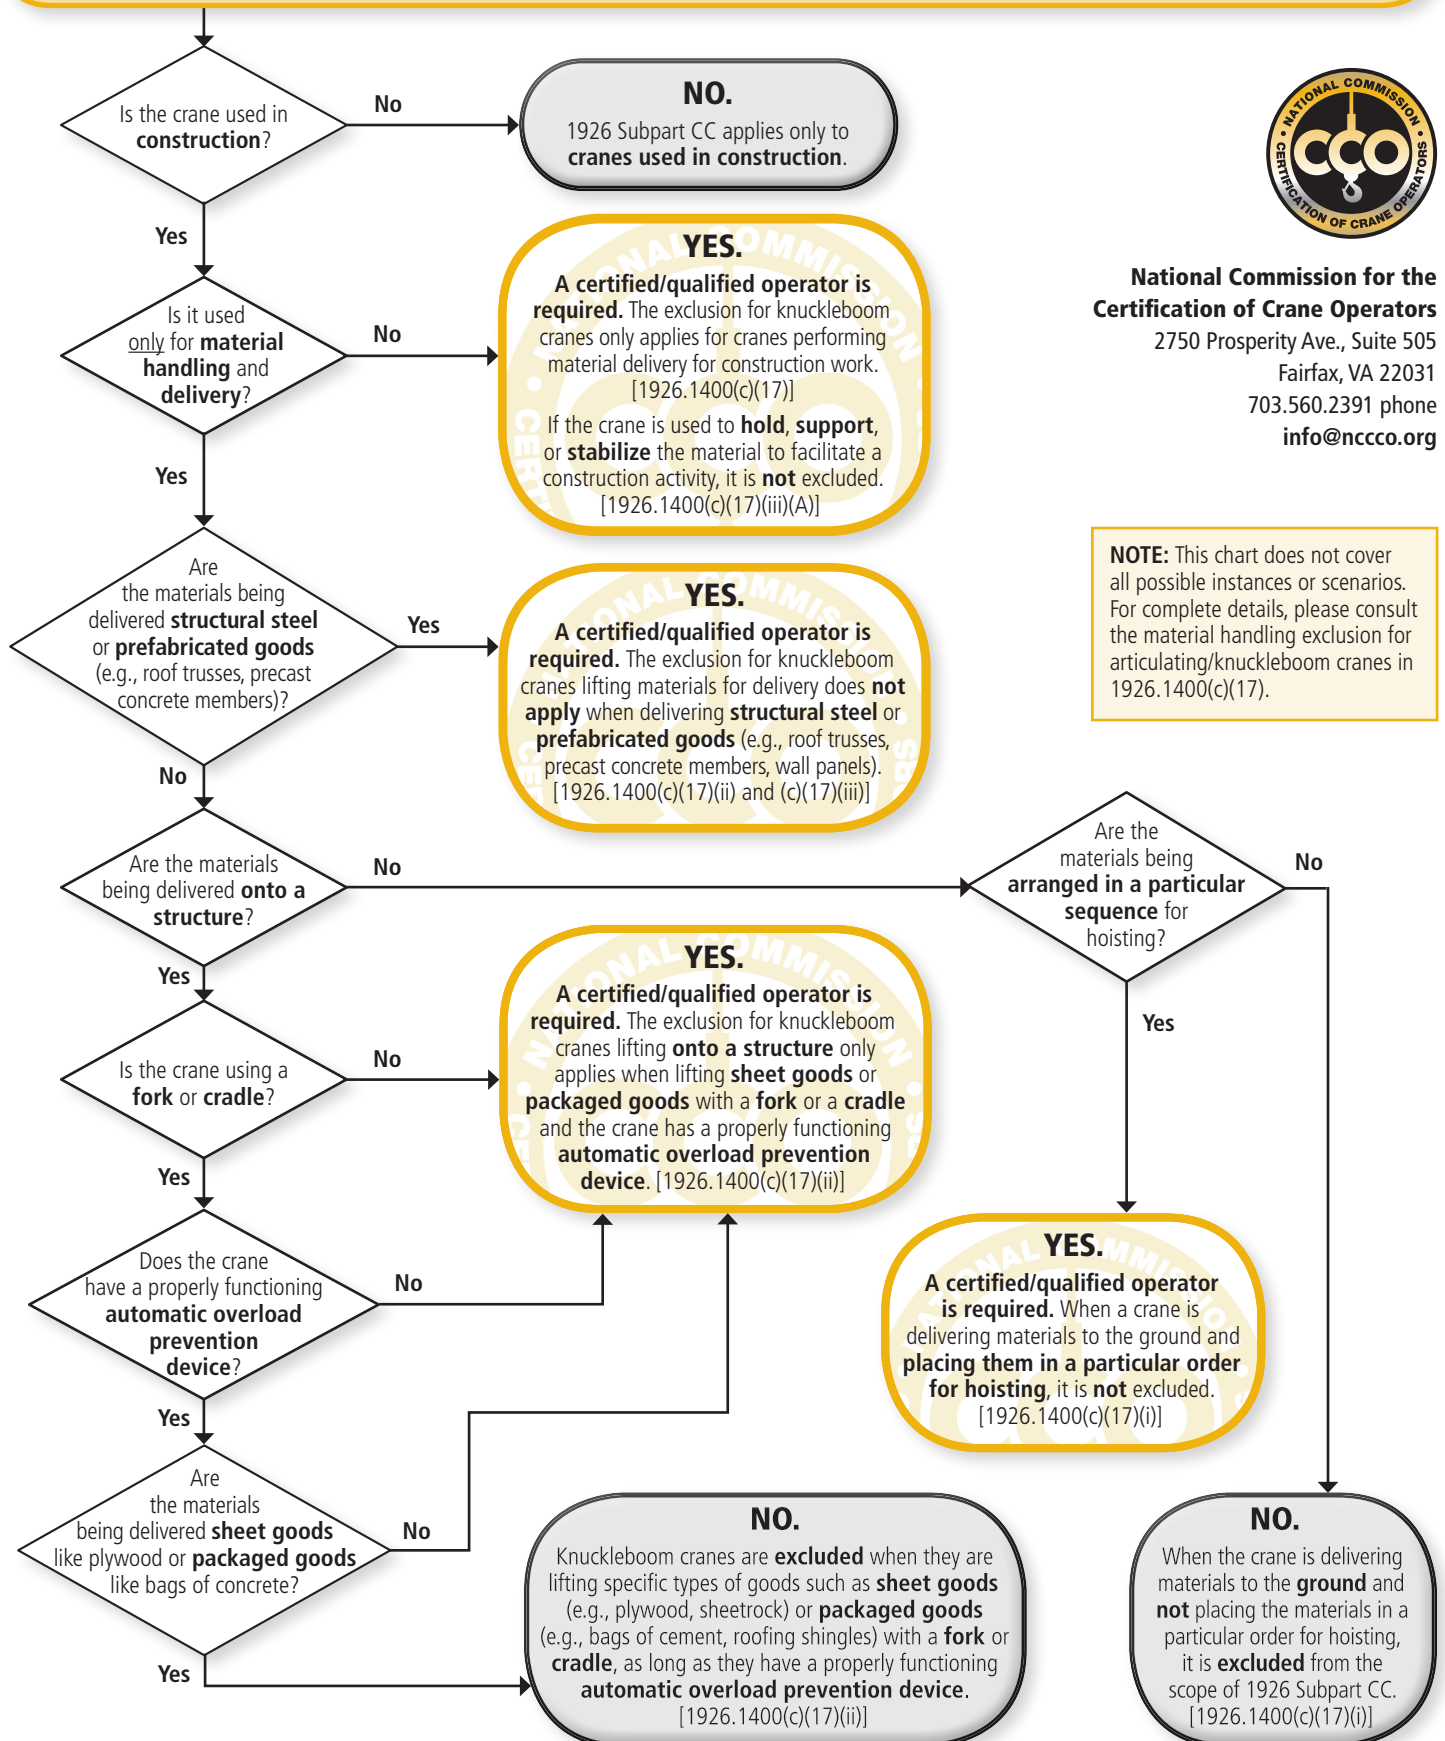 Is the crane used in
construction?
No
NO.
1926 Subpart CC applies only to
cranes used in construction.
NATIONAL COMMISSION
CCO
CERTIFICATION OF CRANE OPERATORS
National Commission for the
Certification of Crane Operators
2750 Prosperity Ave., Suite 505
Fairfax, VA 22031
703.560.2391 phone
info@nccco.org
Yes
Is it used
only for material
handling and
delivery?
No
YES.
A certified/qualified operator is
required. The exclusion for knuckleboom
cranes only applies for cranes performing
material delivery for construction work.
[1926.1400(c)(17)]
If the crane is used to hold, support,
or stabilize the material to facilitate a
construction activity, it is not excluded.
[1926.1400(c)(17)(iii)(A)]
Yes
NOTE: This chart does not cover
all possible instances or scenarios.
For complete details, please consult
the material handling exclusion for
articulating/knuckleboom cranes in
1926.1400(c)(17).
Are
the materials being
delivered structural steel
or prefabricated goods
(e.g., roof trusses, precast
concrete members)?
Yes
YES.
A certified/qualified operator is
required. The exclusion for knuckleboom
cranes lifting materials for delivery does not
apply when delivering structural steel or
prefabricated goods (e.g., roof trusses,
precast concrete members, wall panels).
[1926.1400(c)(17)(ii) and (c)(17)(iii)]
No
Are the materials
being delivered onto a
structure?
No
Are the
materials being
arranged in a particular
sequence for
hoisting?
No
Yes
Yes
Is the crane using a
fork or cradle?
No
YES.
A certified/qualified operator is
required. The exclusion for knuckleboom
cranes lifting onto a structure only
applies when lifting sheet goods or
packaged goods with a fork or a cradle
and the crane has a properly functioning
automatic overload prevention
device. [1926.1400(c)(17)(ii)]
Yes
Does the crane
have a properly functioning
automatic overload
prevention
device?
No
YES.
A certified/qualified operator
is required. When a crane is
delivering materials to the ground and
placing them in a particular order
for hoisting, it is not excluded.
[1926.1400(c)(17)(i)]
Yes
Are
the materials
being delivered sheet goods
like plywood or packaged goods
like bags of concrete?
No
Yes
NO.
Knuckleboom cranes are excluded when they are
lifting specific types of goods such as sheet goods
(e.g., plywood, sheetrock) or packaged goods
(e.g., bags of cement, roofing shingles) with a fork or
cradle, as long as they have a properly functioning
automatic overload prevention device.
[1926.1400(c)(17)(ii)]
NO.
When the crane is delivering
materials to the ground and
not placing the materials in a
particular order for hoisting,
it is excluded from the
scope of 1926 Subpart CC.
[1926.1400(c)(17)(i)]